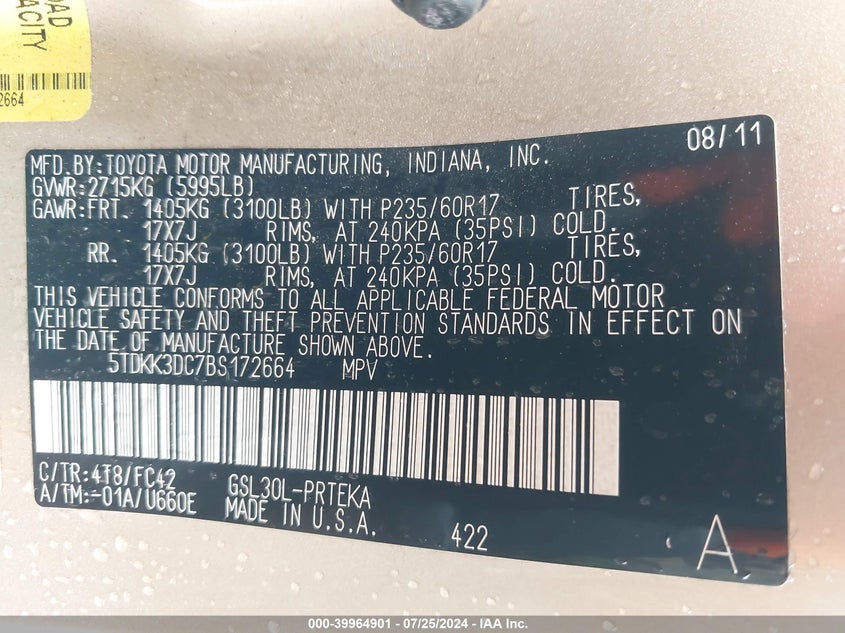 OAD
ACITY
2664
08/11
MFD.BY:TOYOTA MOTOR MANUFACTURING, INDIANA, INC.
GVWR:2715KG (5995LB)
GAWR:FRT. 1405KG (3100LB) WITH P235/60R17 TIRES,
17X7J RIMS, AT 240KPA (35PSI) COLD.
RR. 1405KG (3100LB) WITH P235/60R17 TIRES,
17X7J RIMS, AT 240KPA (35PSI) COLD.
THIS VEHICLE CONFORMS TO ALL APPLICABLE FEDERAL MOTOR
VEHICLE SAFETY AND THEFT PREVENTION STANDARDS IN EFFECT ON
THE DATE OF MANUFACTURE SHOWN ABOVE.
5TDKK3DC7BS172664 MPV
C/TR:4T8/FC42
A/TM:-01A/U660E
GSL30L-PRTEKA
MADE IN U.S.A.
422
A
000-39964901 - 07/25/2024 - IAA Inc.